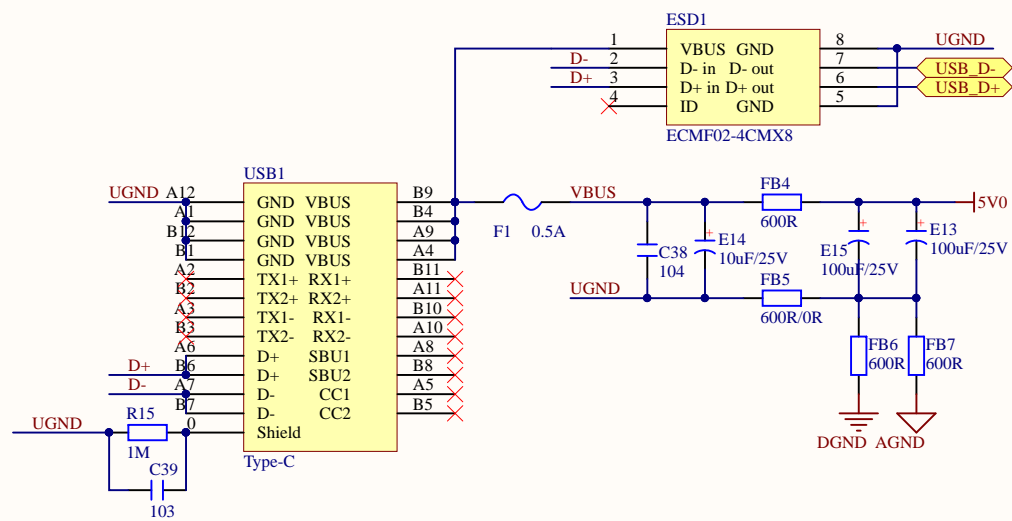 ESD1
1 VBUS GND 8 UGND
D- 2 D- in D- out 7 USB_D-
D+ 3 D+ in D+ out 6 USB_D+
4 ID GND 5
ECMF02-4CMX8
USB1
UGND A12 GND VBUS B9
A1 GND VBUS B4
B12 GND VBUS A9
B1 GND VBUS A4
A2 TX1+ RX1+ B11
B2 TX2+ RX2+ A11
A3 TX1- RX1- B10
B3 TX2- RX2- A10
A6 D+ SBU1 A8
D+ B6 D+ SBU2 B8
D- A7 D- CC1 A5
B7 D- CC2 B5
UGND 0 Shield
Type-C
R15
1M
C39
103
F1 0.5A
VBUS
FB4
600R
5V0
C38
104
E14
10uF/25V
E15
100uF/25V
E13
100uF/25V
UGND
FB5
600R/0R
FB6
600R
FB7
600R
DGND AGND